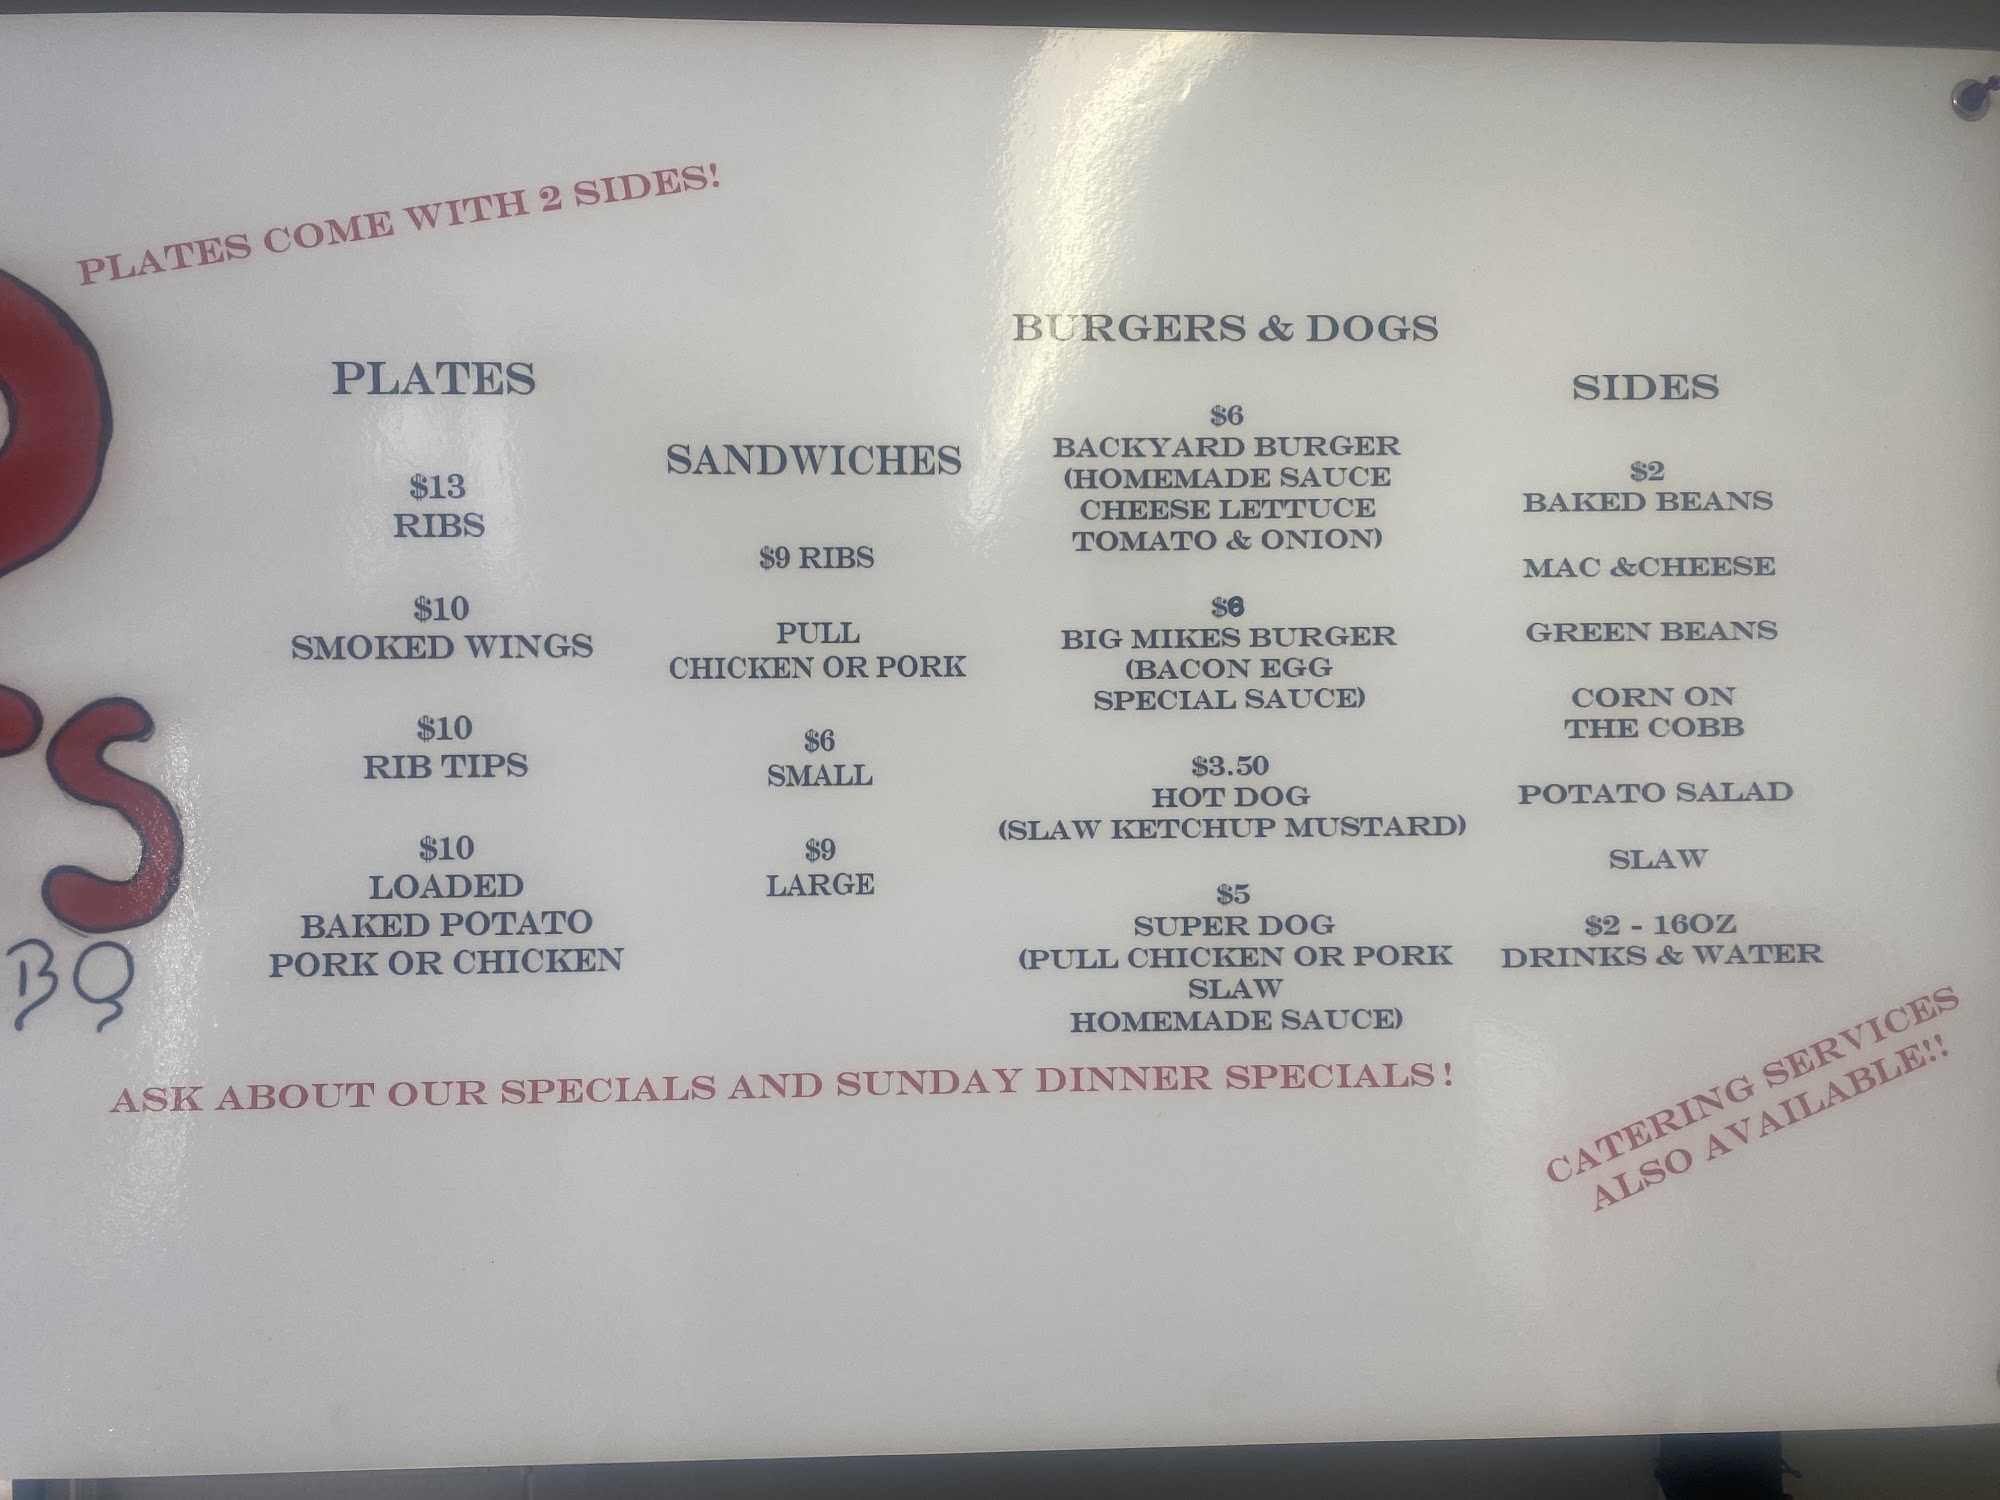 PLATES COME WITH 2 SIDES!
PLATES
$13
RIBS
$10
SMOKED WINGS
$10
RIB TIPS
$10
LOADED
BAKED POTATO
PORK OR CHICKEN
SANDWICHES
$9 RIBS
PULL
CHICKEN OR PORK
$6
SMALL
$9
LARGE
BURGERS & DOGS
$6
BACKYARD BURGER
(HOMEMADE SAUCE
CHEESE LETTUCE
TOMATO & ONION)
BIG MIKES BURGER
(BACON EGG
SPECIAL SAUCE)
$3.50
HOT DOG
(SLAW KETCHUP MUSTARD)
$5
SUPER DOG
(PULL CHICKEN OR PORK
SLAW
HOMEMADE SAUCE)
SIDES
$2
BAKED BEANS
MAC &CHEESE
GREEN BEANS
CORN ON
THE COBB
POTATO SALAD
SLAW
$2 - 16OZ
DRINKS & WATER
'S
BQ
ASK ABOUT OUR SPECIALS AND SUNDAY DINNER SPECIALS!
CATERING SERVICES
ALSO AVAILABLE!!